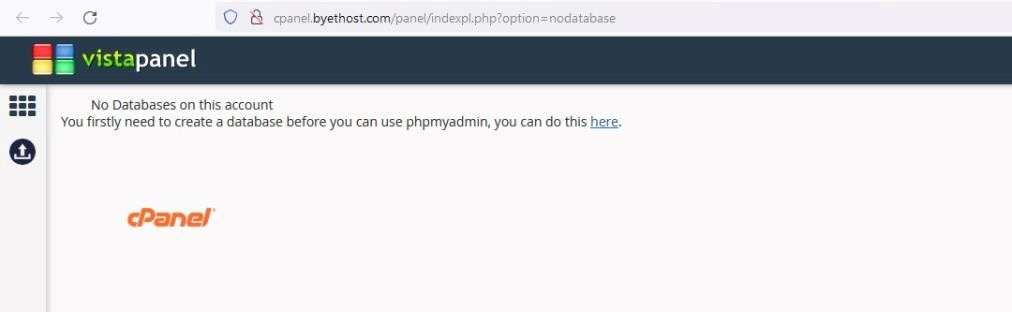 cpanel.byethost.com/panel/indexpl.php?option=nodatabase
vistapanel
No Databases on this account
You firstly need to create a database before you can use phpmyadmin, you can do this here.
cPanel®